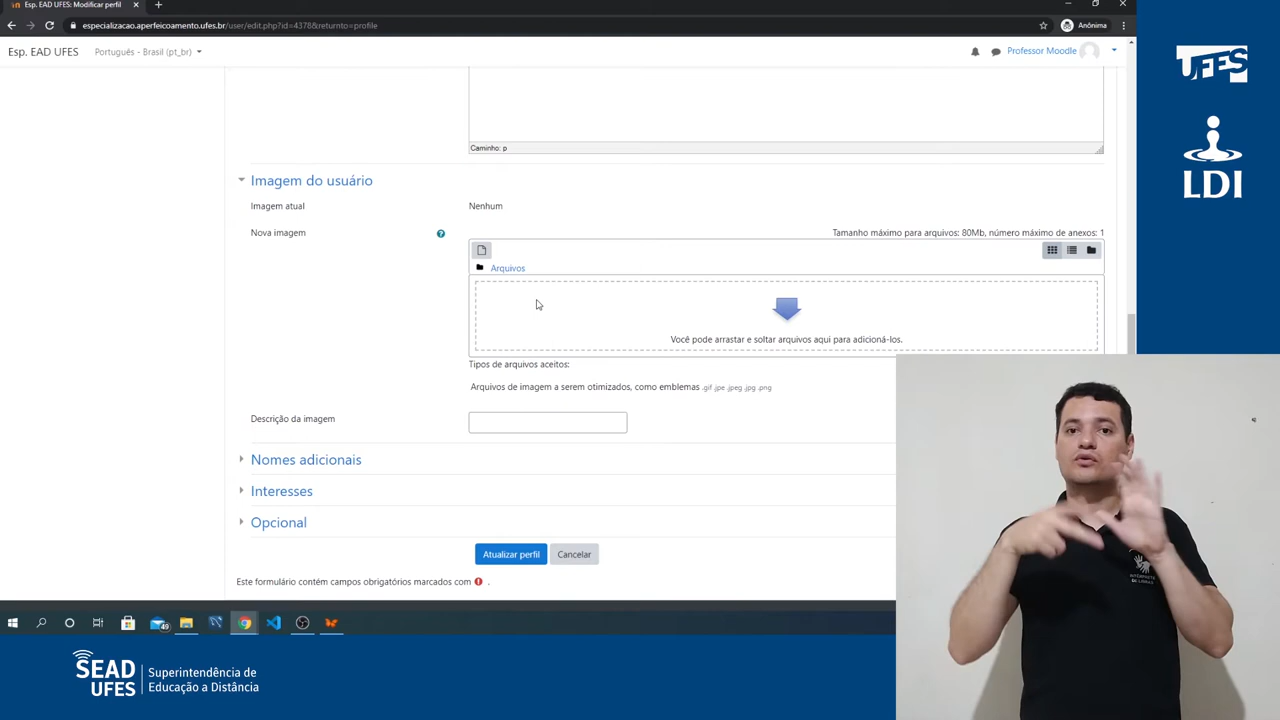 Esp. EAD UFES: Modificar perfil
especializacao.aperfeicoamento.ufes.br/user/edit.php?id=4378&returnto=profile
Anônima
Esp. EAD UFES
Português - Brasil (pt_br)
Professor Moodle
UFES
LDI
Caminho: p
Imagem do usuário
Imagem atual
Nenhum
Nova imagem
Tamanho máximo para arquivos: 80Mb, número máximo de anexos: 1
Arquivos
Você pode arrastar e soltar arquivos aqui para adicioná-los.
Tipos de arquivos aceitos:
Arquivos de imagem a serem otimizados, como emblemas .gif .jpe .jpeg .jpg .png
Descrição da imagem
Nomes adicionais
Interesses
Opcional
Atualizar perfil
Cancelar
Este formulário contém campos obrigatórios marcados com .
49
INTÉRPRETE
DE LIBRAS
SEAD
UFES
Superintendência de
Educação a Distância